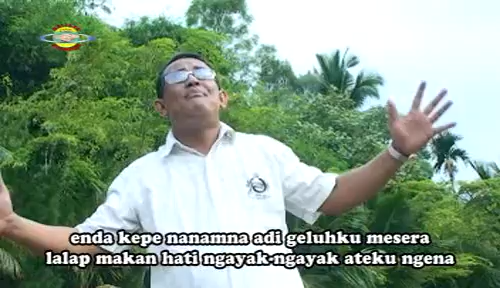 enda kepe nanamna adi geluhku mesera
lalap makan hati ngayak-ngayak ateku ngena